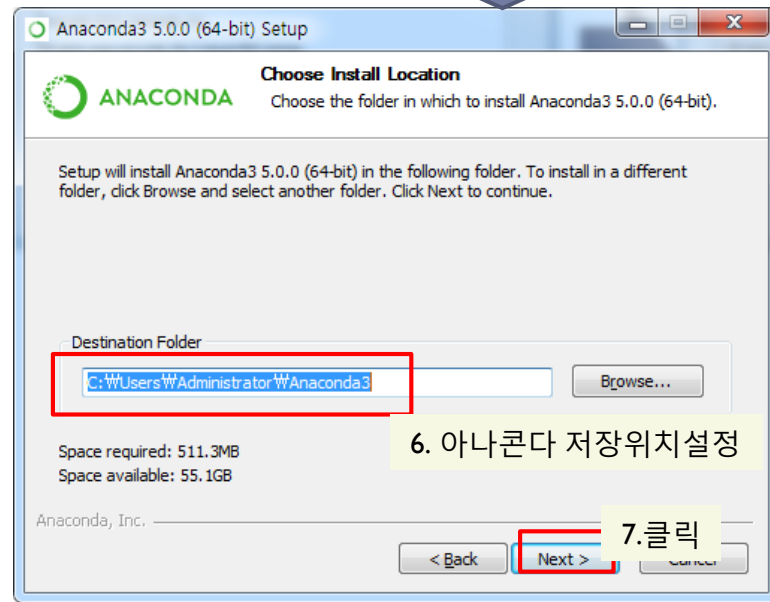 Anaconda3 5.0.0 (64-bit) Setup
ANACONDA
Choose Install Location
Choose the folder in which to install Anaconda3 5.0.0 (64-bit).
Setup will install Anaconda3 5.0.0 (64-bit) in the following folder. To install in a different
folder, click Browse and select another folder. Click Next to continue.
Destination Folder
C:₩Users₩Administrator₩Anaconda3
Browse...
6. 아나콘다 저장위치설정
Space required: 511.3MB
Space available: 55.1GB
Anaconda, Inc.
7.클릭
< Back
Next >